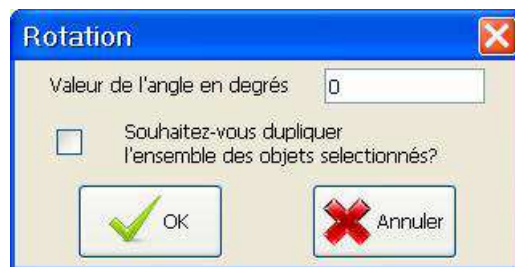 Rotation
Valeur de l'angle en degrés 0
Souhaitez-vous dupliquer
l'ensemble des objets selectionnés?
OK Annuler